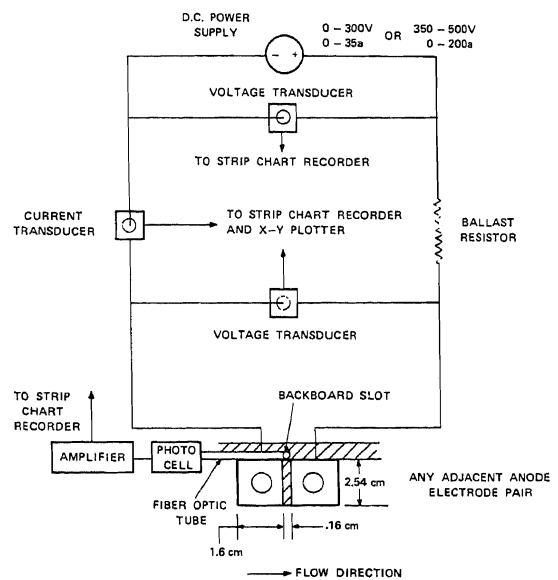 D.C. POWER
SUPPLY
0 – 300V
0 – 35a
OR
350 – 500V
0 – 200a
– +
VOLTAGE TRANSDUCER
TO STRIP CHART RECORDER
CURRENT
TRANSDUCER
TO STRIP CHART RECORDER
AND X–Y PLOTTER
BALLAST
RESISTOR
VOLTAGE TRANSDUCER
TO STRIP
CHART
RECORDER
BACKBOARD SLOT
AMPLIFIER
PHOTO
CELL
FIBER OPTIC
TUBE
2.54 cm
ANY ADJACENT ANODE
ELECTRODE PAIR
.16 cm
1.6 cm
FLOW DIRECTION